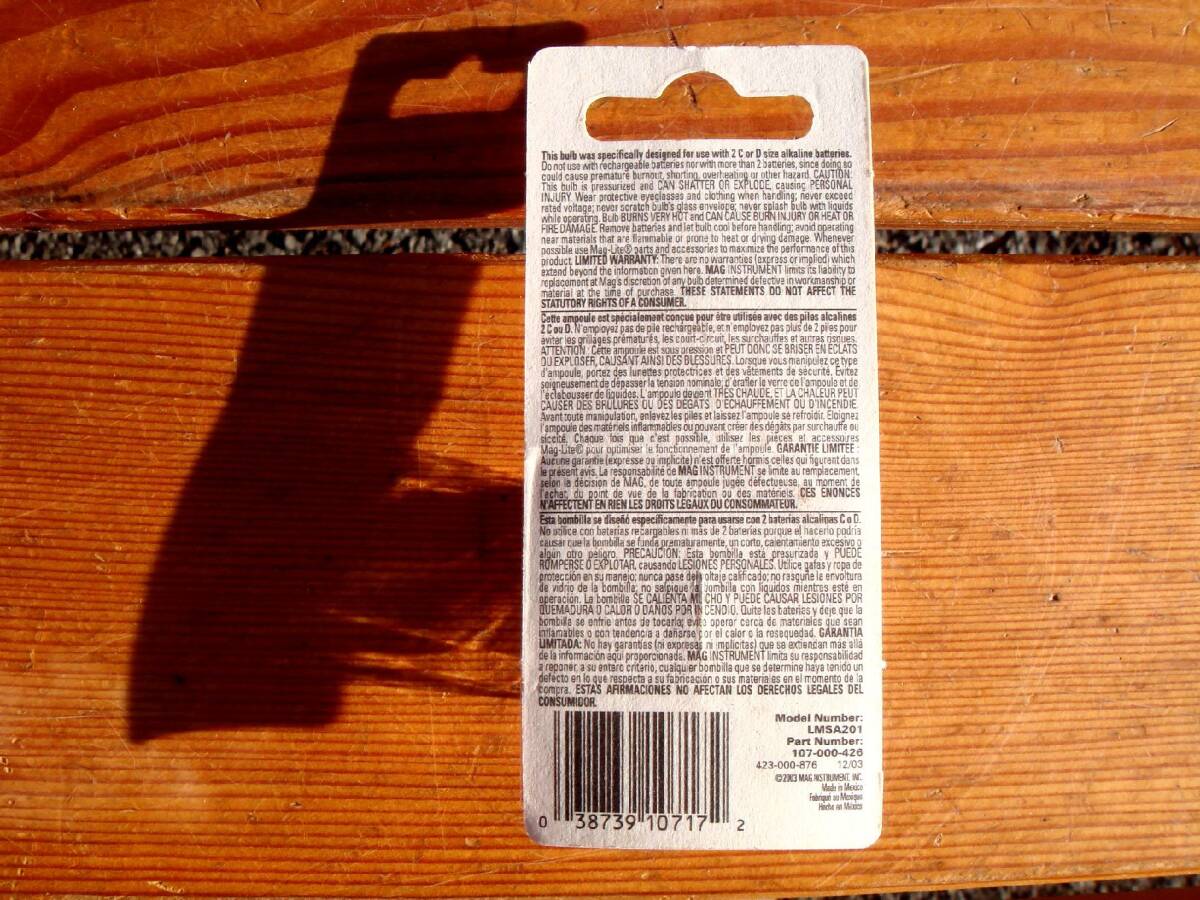 This bulb was specifically designed for use with 2 C or D size alkaline batteries.
Do not use with rechargeable batteries nor with more than 2 batteries, since doing so
could cause premature burnout, shorting, overheating or other hazard. CAUTION:
This bulb is pressurized and CAN SHATTER OR EXPLODE, causing PERSONAL
INJURY. Wear protective eyeglasses and clothing when handling; never exceed
rated voltage; never scratch bulb's glass envelope; never splash bulb with liquids
while operating. Bulb BURNS VERY HOT and CAN CAUSE BURN INJURY OR HEAT OR
FIRE DAMAGE. Remove batteries and let bulb cool before handling; avoid operating
near materials that are flammable or prone to heat or drying damage. Whenever
possible use Mag-Lite® parts and accessories to maximize the performance of this
product. LIMITED WARRANTY: There are no warranties (express or implied) which
extend beyond the information given here. MAG INSTRUMENT limits its liability to
replacement at Mag's discretion of any bulb determined defective in workmanship or
material at the time of purchase. THESE STATEMENTS DO NOT AFFECT THE
STATUTORY RIGHTS OF A CONSUMER.
Cette ampoule est spécialement conçue pour être utilisée avec des piles alcalines
2 C ou D. N'employez pas de pile rechargeable, et n'employez pas plus de 2 piles pour
éviter les grillages prématurés, les court-circuit, les surchauffes et autres risques.
ATTENTION : Cette ampoule est sous pression et PEUT DONC SE BRISER EN ECLATS
OU EXPLOSER, CAUSANT AINSI DES BLESSURES. Lorsque vous manipulez ce type
d'ampoule, portez des lunettes protectrices et des vêtements de sécurité. Evitez
soigneusement de dépasser la tension nominale, d'érafler le verre de l'ampoule et de
l'éclabousser de liquides. L'ampoule devient TRES CHAUDE, ET LA CHALEUR PEUT
CAUSER DES BRULURES OU DES DEGATS D'ECHAUFFEMENT OU D'INCENDIE.
Avant toute manipulation, enlevez les piles et laissez l'ampoule se refroidir. Eloignez
l'ampoule des matériels inflammables ou pouvant créer des dégâts par surchauffe ou
siccité. Chaque fois que c'est possible, utiliser les pièces et accessoires
Mag-Lite® pour optimiser le fonctionnement de l'ampoule. GARANTIE LIMITEE :
Aucune garantie (expresse ou implicite) n'est offerte hormis celles qui figurent dans
le présent avis. La responsabilité de MAG INSTRUMENT se limite au remplacement,
selon la décision de MAG, de toute ampoule jugée défectueuse, au moment de
l'achat, du point de vue de la fabrication ou des matériels. CES ENONCES
N'AFFECTENT EN RIEN LES DROITS LEGAUX DU CONSOMMATEUR.
Esta bombilla se diseñó específicamente para usarse con 2 baterías alcalinas C o D.
No utilice con baterías recargables ni más de 2 baterías porque el hacerlo podría
causar que la bombilla se funda prematuramente, un corto, calentamiento excesivo o
algún otro peligro. PRECAUCIÓN: Esta bombilla está presurizada y PUEDE
ROMPERSE O EXPLOTAR, causando LESIONES PERSONALES. Utilice gafas y ropa de
protección en su manejo; nunca pase del voltaje calificado; no rasguñe la envoltura
de vidrio de la bombilla; no salpique la bombilla con líquidos mientras esté en
operación. La bombilla SE CALIENTA MUCHO Y PUEDE CAUSAR LESIONES POR
QUEMADURA O CALOR O DAÑOS POR INCENDIO. Quite las baterías y deje que la
bombilla se enfríe antes de tocarla; evite operar cerca de materiales que sean
inflamables o con tendencia a dañarse por el calor o la resequedad. GARANTIA
LIMITADA: No hay garantías (ni expresas ni implícitas) que se extiendan más allá
de la información aquí proporcionada. MAG INSTRUMENT limita su responsabilidad
a reponer, a su entero criterio, cualquier bombilla que se determine haya tenido un
defecto en lo que respecta a su fabricación o sus materiales en el momento de la
compra. ESTAS AFIRMACIONES NO AFECTAN LOS DERECHOS LEGALES DEL
CONSUMIDOR.
Model Number:
LMSA201
Part Number:
107-000-426
423-000-876 12/03
©2003 MAG INSTRUMENT, INC.
Made in Mexico
Fabriqué au Mexique
Hecho en México
0 38739 10717 2